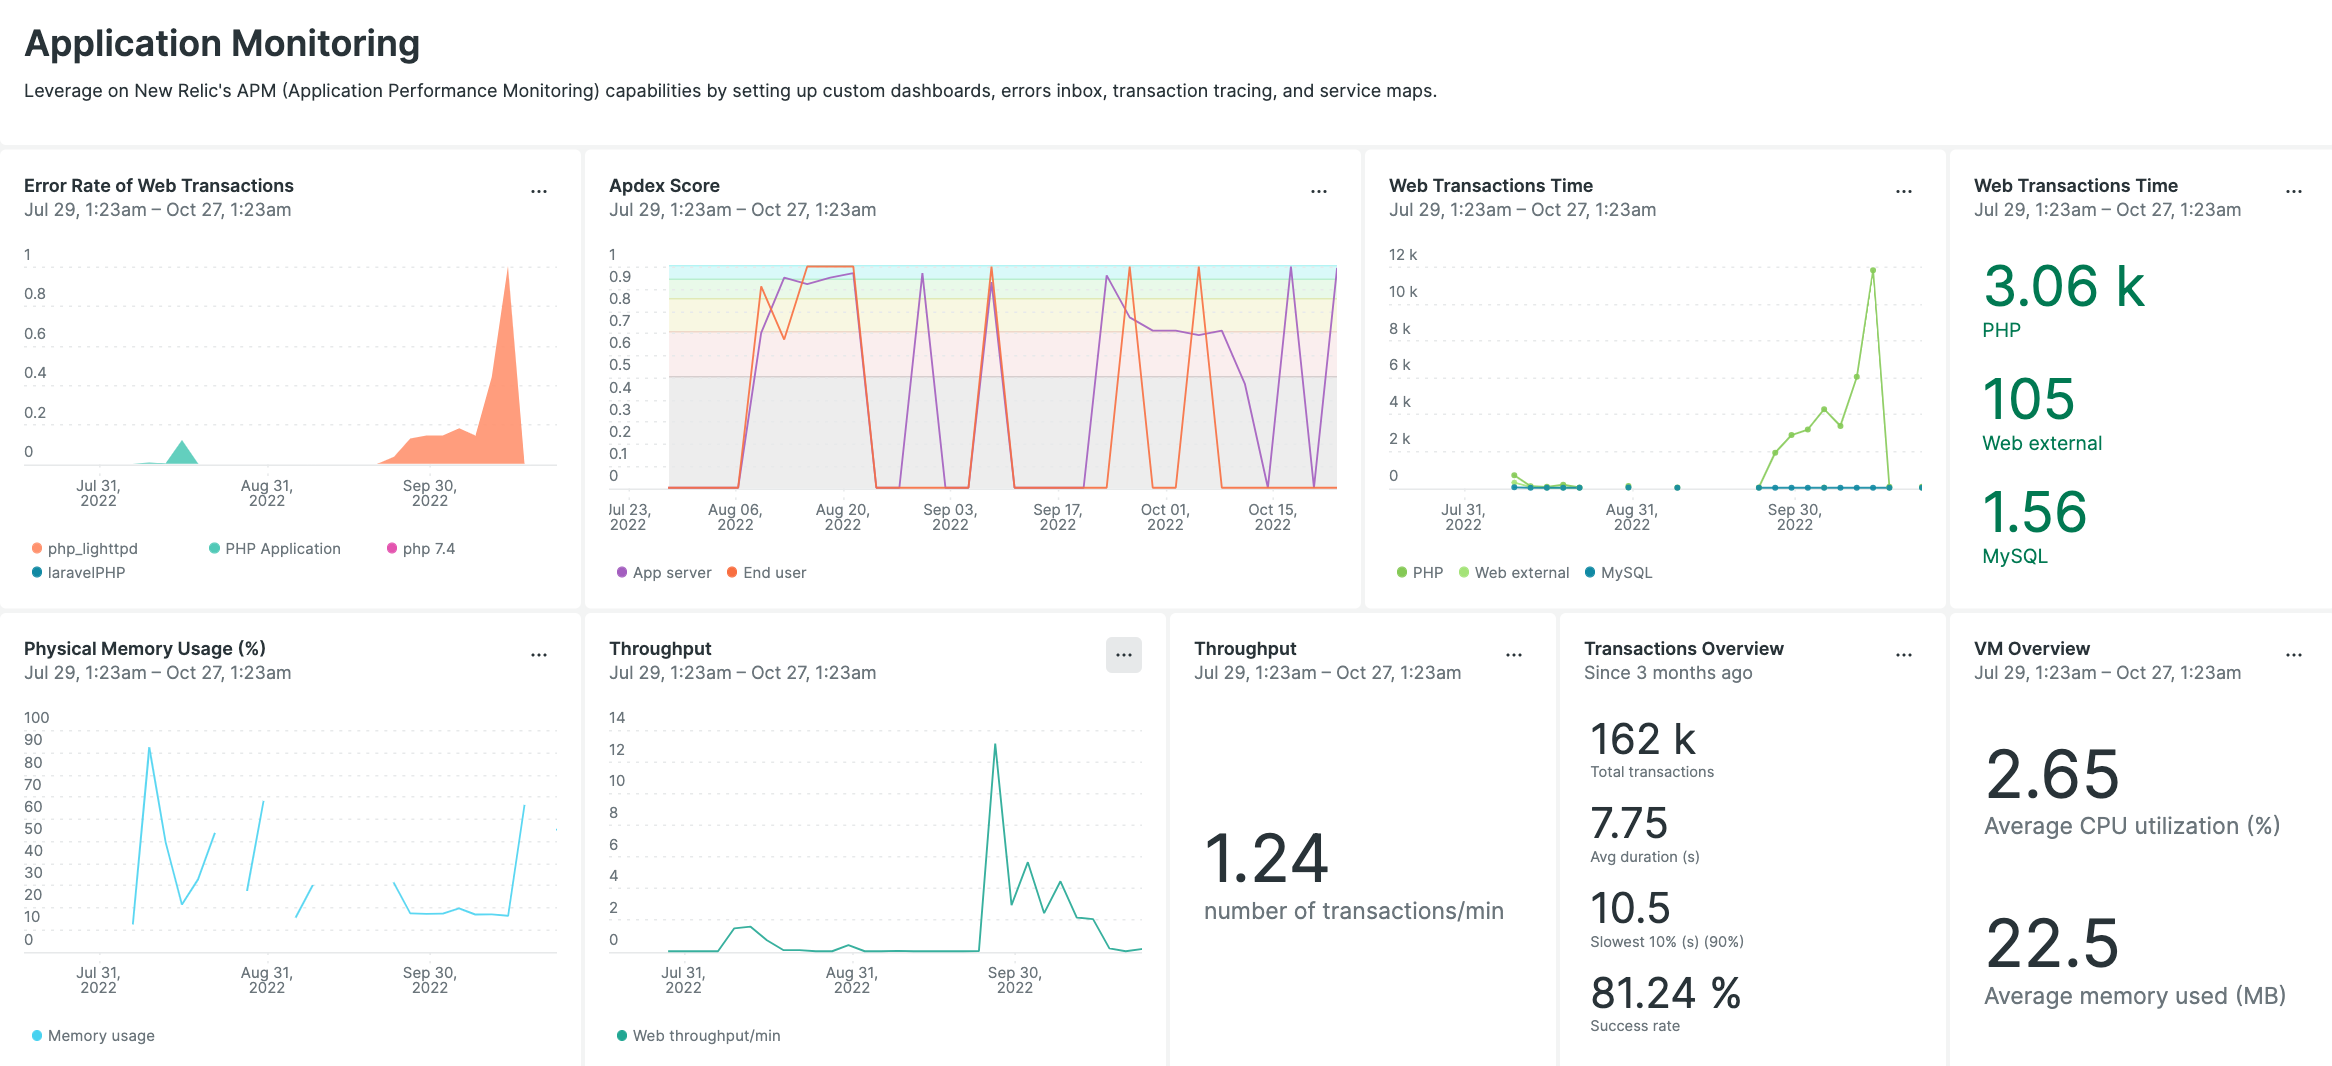 Application Monitoring
Leverage on New Relic's APM (Application Performance Monitoring) capabilities by setting up custom dashboards, errors inbox, transaction tracing, and service maps.
Error Rate of Web Transactions
Jul 29, 1:23am – Oct 27, 1:23am
1
0.8
0.6
0.4
0.2
0
Jul 31, 2022
Aug 31, 2022
Sep 30, 2022
php_lighttpd
PHP Application
php 7.4
laravelPHP
Apdex Score
Jul 29, 1:23am – Oct 27, 1:23am
1
0.9
0.8
0.7
0.6
0.5
0.4
0.3
0.2
0.1
0
Jul 23, 2022
Aug 06, 2022
Aug 20, 2022
Sep 03, 2022
Sep 17, 2022
Oct 01, 2022
Oct 15, 2022
App server
End user
Web Transactions Time
Jul 29, 1:23am – Oct 27, 1:23am
12 k
10 k
8 k
6 k
4 k
2 k
0
Jul 31, 2022
Aug 31, 2022
Sep 30, 2022
PHP
Web external
MySQL
Web Transactions Time
Jul 29, 1:23am – Oct 27, 1:23am
3.06 k
PHP
105
Web external
1.56
MySQL
Physical Memory Usage (%)
Jul 29, 1:23am – Oct 27, 1:23am
100
90
80
70
60
50
40
30
20
10
0
Jul 31, 2022
Aug 31, 2022
Sep 30, 2022
Memory usage
Throughput
Jul 29, 1:23am – Oct 27, 1:23am
14
12
10
8
6
4
2
0
Jul 31, 2022
Aug 31, 2022
Sep 30, 2022
Web throughput/min
Throughput
Jul 29, 1:23am – Oct 27, 1:23am
1.24
number of transactions/min
Transactions Overview
Since 3 months ago
162 k
Total transactions
7.75
Avg duration (s)
10.5
Slowest 10% (s) (90%)
81.24 %
Success rate
VM Overview
Jul 29, 1:23am – Oct 27, 1:23am
2.65
Average CPU utilization (%)
22.5
Average memory used (MB)